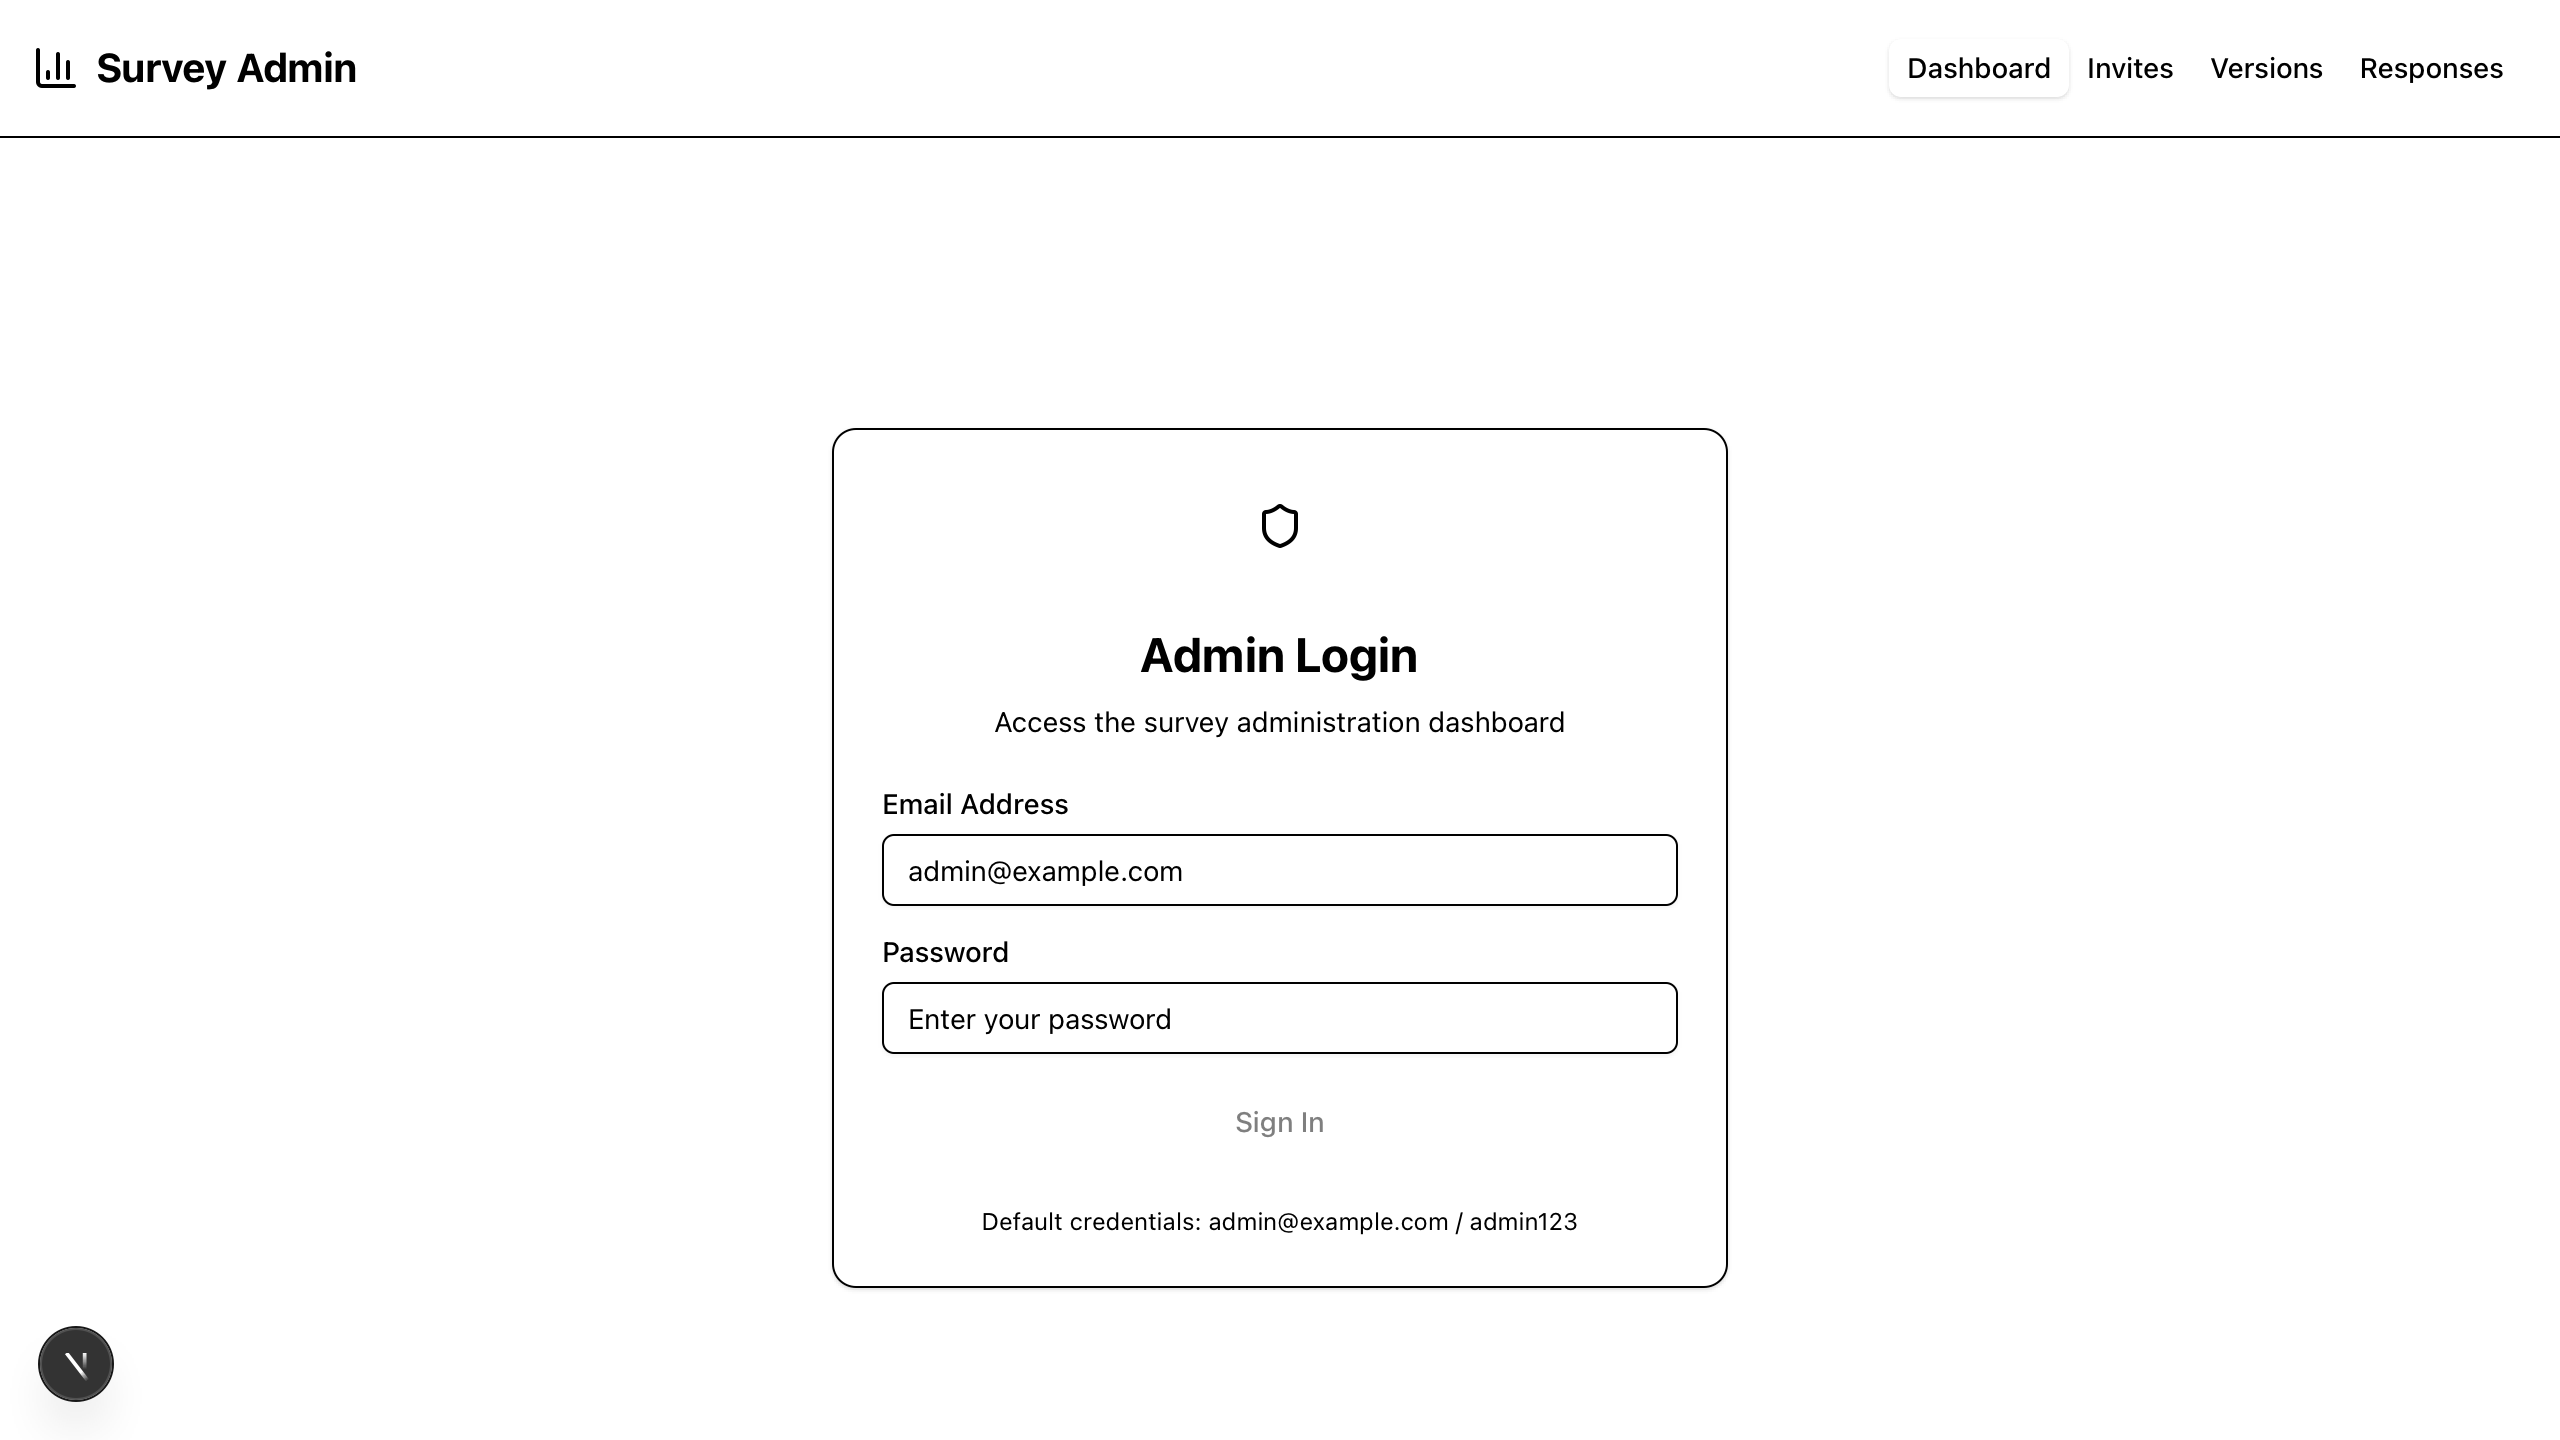 Survey Admin
Dashboard Invites Versions Responses
Admin Login
Access the survey administration dashboard
Email Address
admin@example.com
Password
Enter your password
Sign In
Default credentials: admin@example.com / admin123
N